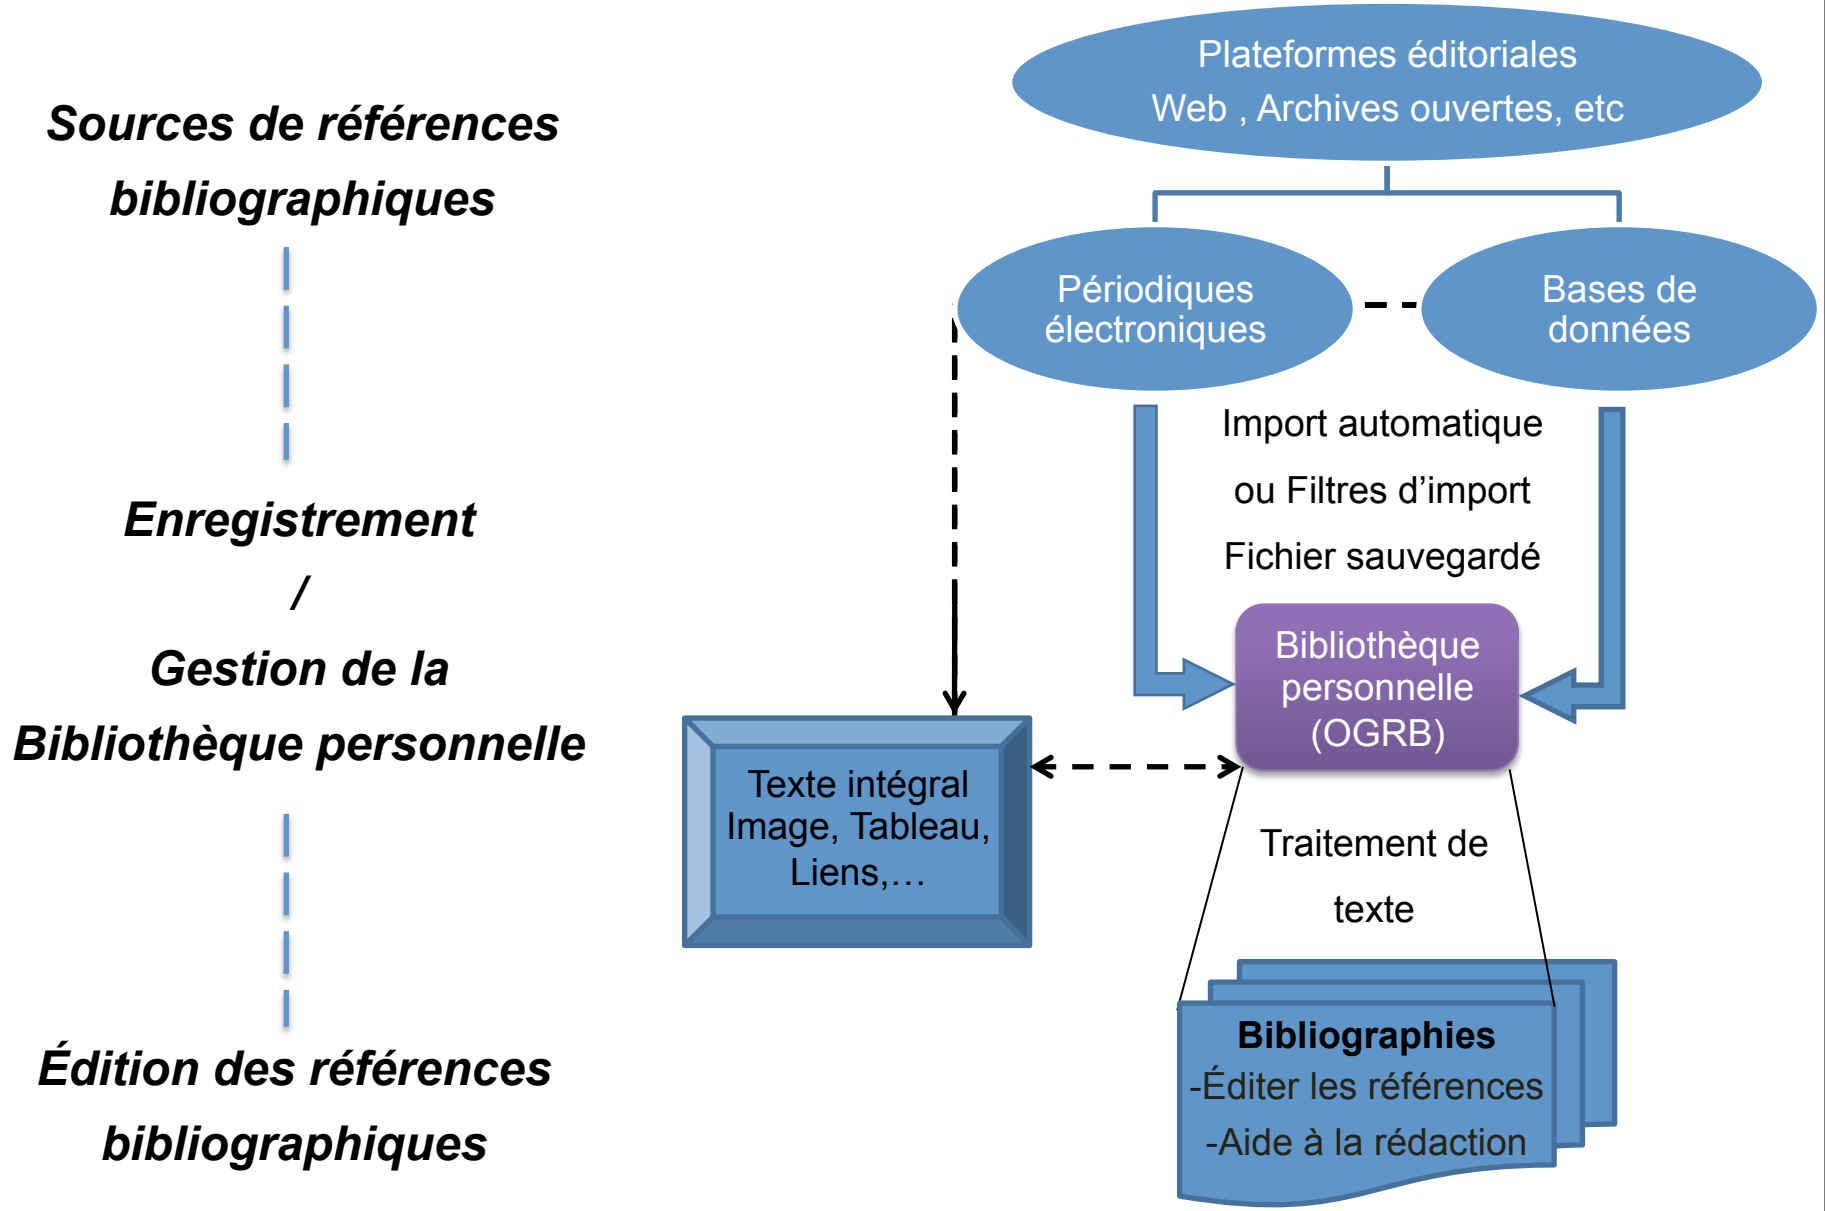 Sources de références
bibliographiques
Enregistrement
/
Gestion de la
Bibliothèque personnelle
Édition des références
bibliographiques
Plateformes éditoriales
Web , Archives ouvertes, etc
Périodiques
électroniques
Bases de
données
Import automatique
ou Filtres d’import
Fichier sauvegardé
Bibliothèque
personnelle
(OGRB)
Texte intégral
Image, Tableau,
Liens,…
Traitement de
texte
Bibliographies
-Éditer les références
-Aide à la rédaction